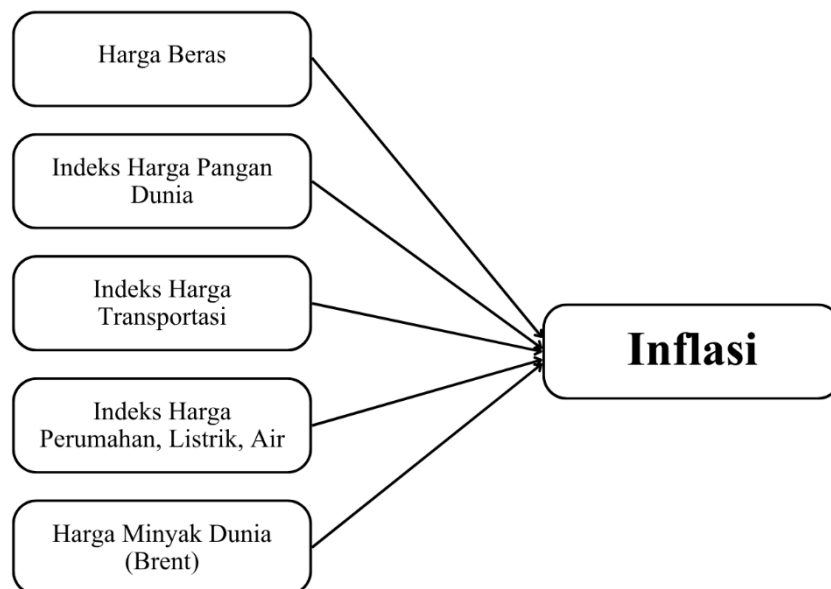 Harga Beras
Indeks Harga Pangan
Dunia
Indeks Harga
Transportasi
Inflasi
Indeks Harga
Perumahan, Listrik, Air
Harga Minyak Dunia
(Brent)